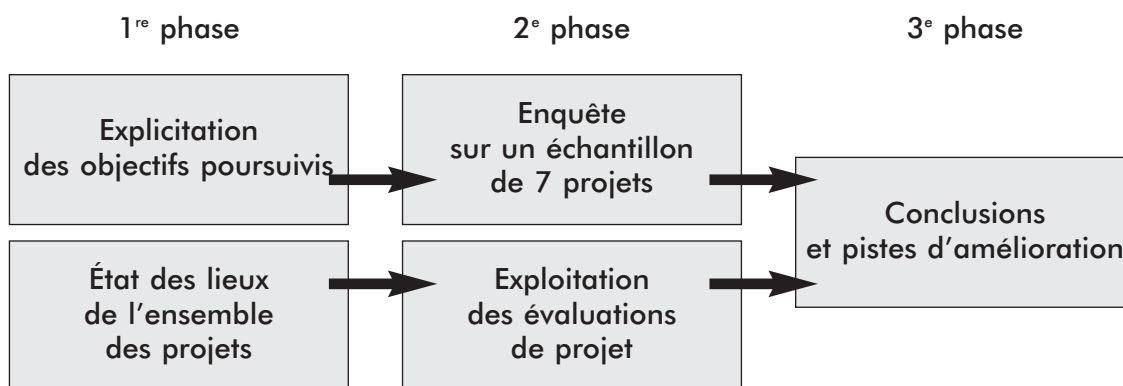 1re phase
2e phase
3e phase
Explicitation
des objectifs poursuivis
Enquête
sur un échantillon
de 7 projets
Conclusions
et pistes d'amélioration
État des lieux
de l'ensemble
des projets
Exploitation
des évaluations
de projet